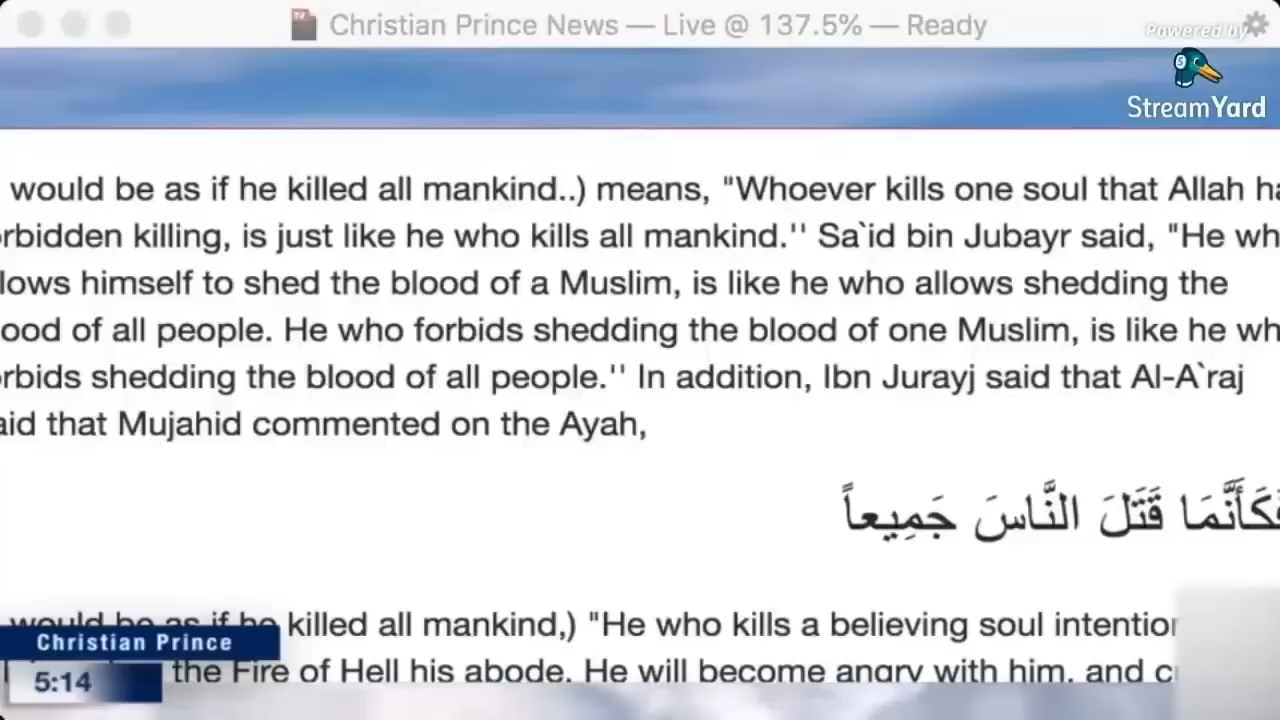 Christian Prince News — Live @ 137.5% — Ready
Powered by
StreamYard
would be as if he killed all mankind..) means, "Whoever kills one soul that Allah ha
rbidden killing, is just like he who kills all mankind.'' Sa`id bin Jubayr said, "He wh
lows himself to shed the blood of a Muslim, is like he who allows shedding the
ood of all people. He who forbids shedding the blood of one Muslim, is like he wh
rbids shedding the blood of all people.'' In addition, Ibn Jurayj said that Al-A`raj
aid that Mujahid commented on the Ayah,
فَكَأَنَّمَا قَتَلَ النَّاسَ جَمِيعاً
would be as if he killed all mankind,) "He who kills a believing soul intention
the Fire of Hell his abode. He will become angry with him, and c
Christian Prince
5:14